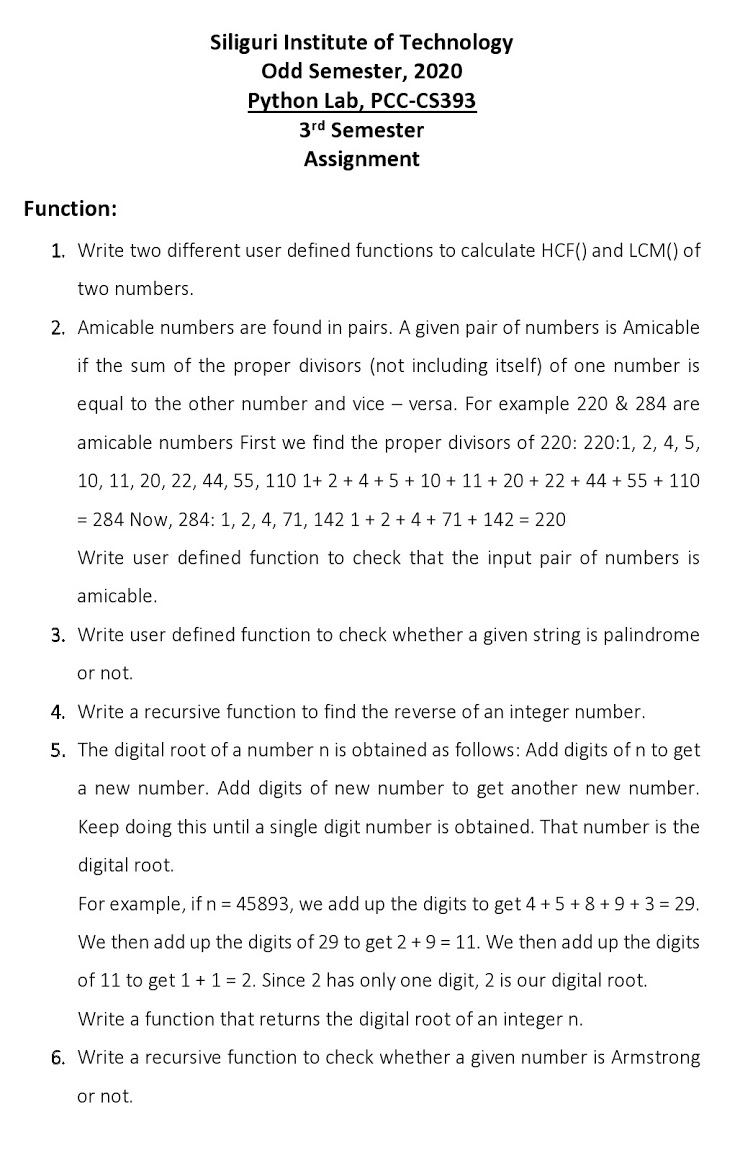 Siliguri Institute of Technology
Odd Semester, 2020
Python Lab, PCC-CS393
3rd Semester
Assignment
Function:
1. Write two different user defined functions to calculate HCF() and LCM() of
two numbers.
2. Amicable numbers are found in pairs. A given pair of numbers is Amicable
if the sum of the proper divisors (not including itself) of one number is
equal to the other number and vice – versa. For example 220 & 284 are
amicable numbers First we find the proper divisors of 220: 220:1, 2, 4, 5,
10, 11, 20, 22, 44, 55, 110 1+ 2 + 4 + 5 + 10 + 11 + 20 + 22 + 44 + 55 + 110
= 284 Now, 284: 1, 2, 4, 71, 142 1 + 2 + 4 + 71 + 142 = 220
Write user defined function to check that the input pair of numbers is
amicable.
3. Write user defined function to check whether a given string is palindrome
or not.
4. Write a recursive function to find the reverse of an integer number.
5. The digital root of a number n is obtained as follows: Add digits of n to get
a new number. Add digits of new number to get another new number.
Keep doing this until a single digit number is obtained. That number is the
digital root.
For example, if n = 45893, we add up the digits to get 4 + 5 + 8 + 9 + 3 = 29.
We then add up the digits of 29 to get 2 + 9 = 11. We then add up the digits
of 11 to get 1 + 1 = 2. Since 2 has only one digit, 2 is our digital root.
Write a function that returns the digital root of an integer n.
6. Write a recursive function to check whether a given number is Armstrong
or not.